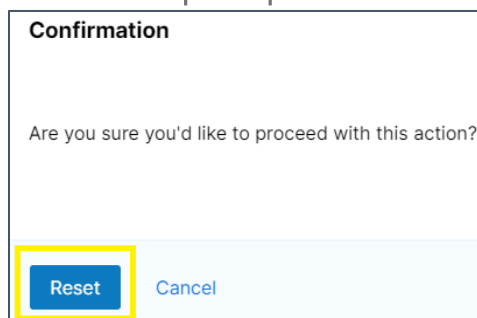 Confirmation
Are you sure you'd like to proceed with this action?
Reset Cancel